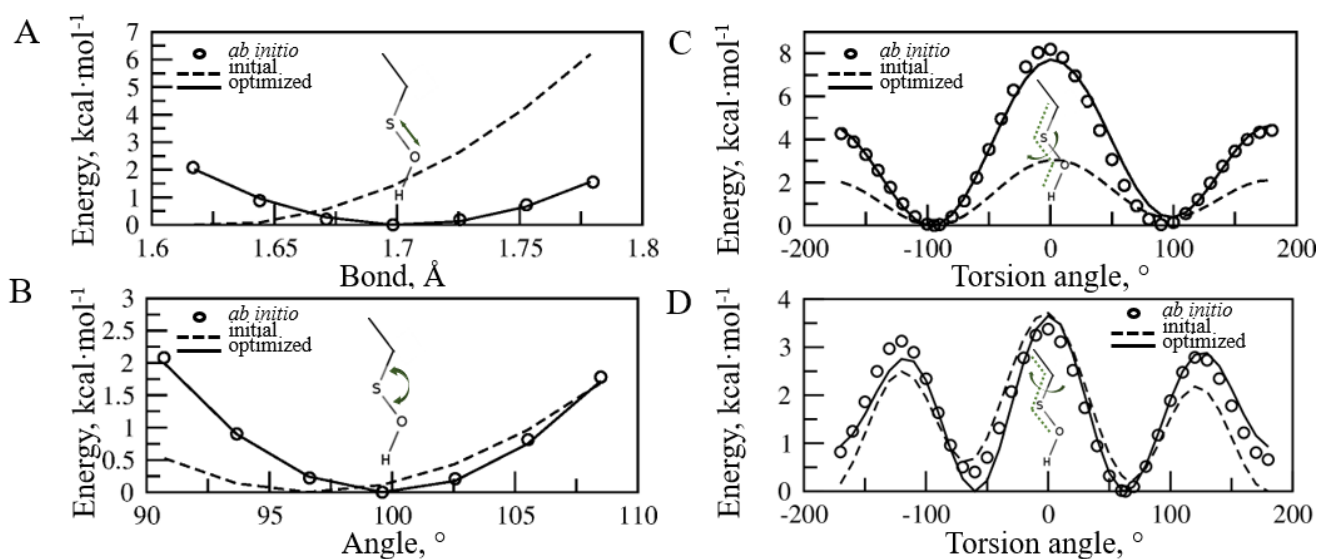 A
Energy, kcal·mol-1
7
6
5
4
3
2
1
0
ab initio
initial
optimized
S
O
H
1.6
1.65
1.7
1.75
1.8
Bond, Å
B
Energy, kcal·mol-1
3
2.5
2
1.5
1
0.5
0
ab initio
initial
optimized
S
O
H
90
95
100
105
110
Angle, °
C
Energy, kcal·mol-1
8
6
4
2
0
ab initio
initial
optimized
S
O
H
-200
-100
0
100
200
Torsion angle, °
D
Energy, kcal·mol-1
4
3
2
1
0
ab initio
initial
optimized
S
O
H
-200
-100
0
100
200
Torsion angle, °